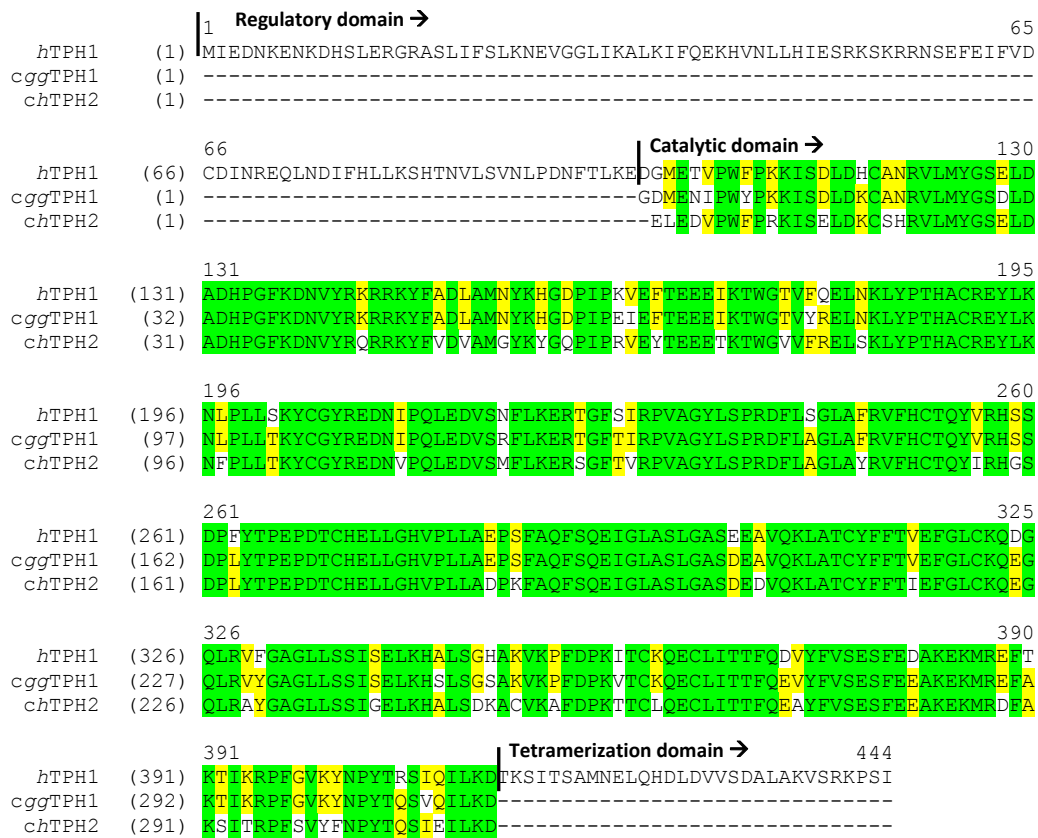 Regulatory domain →
1 65
hTPH1 (1) MIEDNKENKDHSLERGRASLIFSLKNEVGGLIKALKIFQEKHVNLLHIESRKSKRRNSEFEIFVD
cggTPH1 (1) -----------------------------------------------------------------
chTPH2 (1) -----------------------------------------------------------------
66 Catalytic domain → 130
hTPH1 (66) CDINREQLNDIFHLLKSHTNVLSVNLPDNFTLKEDGMETVPWFPKKISDLDHCANRVLMYGSELD
cggTPH1 (1) ----------------------------------GDMENIPWYPKKISDLDKCANRVLMYGSDLD
chTPH2 (1) -----------------------------------ELEDVPWFPRKISELDKCSHRVLMYGSELD
131 195
hTPH1 (131) ADHPGFKDNVYRKRRKYFADLAMNYKHGDPIPKVEFTEEEIKTWGTVFQELNKLYPTHACREYLK
cggTPH1 (32) ADHPGFKDNVYRKRRKYFADLAMNYKHGDPIPEIEFTEEEIKTWGTVYRELNKLYPTHACREYLK
chTPH2 (31) ADHPGFKDNVYRQRRKYFVDVAMGYKYGQPIPRVEYTEEETKTWGVVFRELSKLYPTHACREYLK
196 260
hTPH1 (196) NLPLLSKYCGYREDNIPQLEDVSNFLKERTGFSIRPVAGYLSPRDFLSGLAFRVFHCTQYVRHSS
cggTPH1 (97) NLPLLTKYCGYREDNIPQLEDVSRFLKERTGFTIRPVAGYLSPRDFLAGLAFRVFHCTQYVRHSS
chTPH2 (96) NFPLLTKYCGYREDNVPQLEDVSMFLKERSGFTVRPVAGYLSPRDFLAGLAYRVFHCTQYIRHGS
261 325
hTPH1 (261) DPFYTPEPDTCHELLGHVPLLAEPSFAQFSQEIGLASLGASEEAVQKLATCYFFTVEFGLCKQDG
cggTPH1 (162) DPLYTPEPDTCHELLGHVPLLAEPSFAQFSQEIGLASLGASDEAVQKLATCYFFTVEFGLCKQEG
chTPH2 (161) DPLYTPEPDTCHELLGHVPLLADPKFAQFSQEIGLASLGASDEDVQKLATCYFFTIEFGLCKQEG
326 390
hTPH1 (326) QLRVFGAGLLSSISELKHALSGHAKVKPFDPKITCKQECLITTFQDVYFVSESFEDAKEKMREFT
cggTPH1 (227) QLRVYGAGLLSSISELKHSLSGSAKVKPFDPKVTCKQECLITTFQEVYFVSESFEEAKEKMREFA
chTPH2 (226) QLRAYGAGLLSSIGELKHALSDKACVKAFDPKTTCLQECLITTFQEAYFVSESFEEAKEKMRDFA
391 Tetramerization domain → 444
hTPH1 (391) KTIKRPFGVKYNPYTRSIQILKDTKSITSAMNELQHDLDVVSDALAKVSRKPSI
cggTPH1 (292) KTIKRPFGVKYNPYTQSVQILKD-------------------------------
chTPH2 (291) KSITRPFSVYFNPYTQSIEILKD-------------------------------